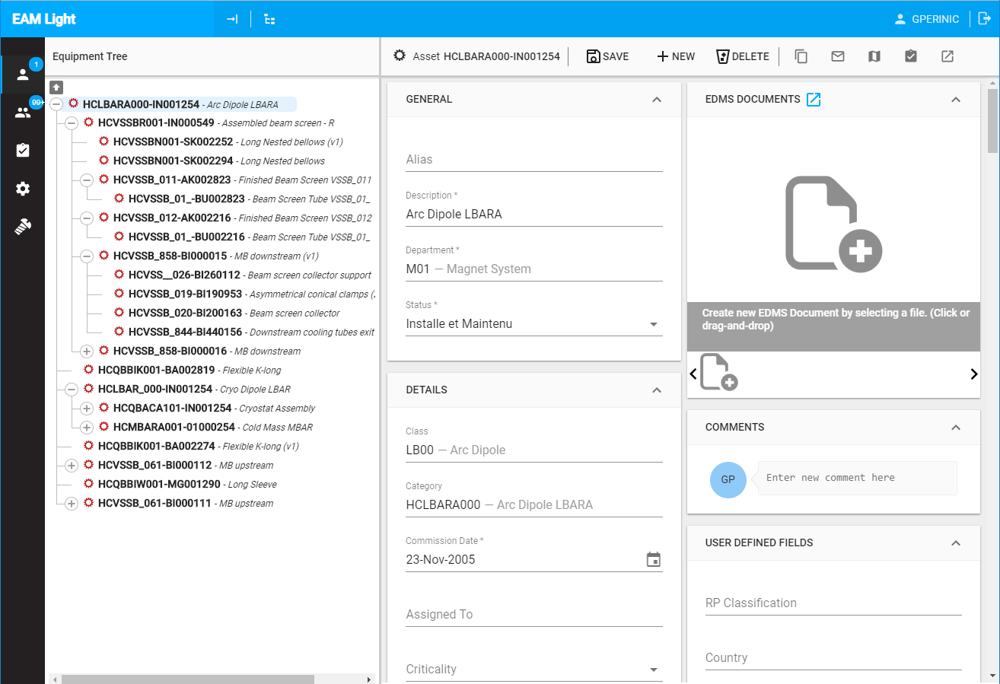 EAM Light
GPERINIC
1
99+
Equipment Tree
HCLBARA000-IN001254 - Arc Dipole LBARA
HCVSSBR001-IN000549 - Assembled beam screen - R
HCVSSBN001-SK002252 - Long Nested bellows (v1)
HCVSSBN001-SK002294 - Long Nested bellows
HCVSSB_011-AK002823 - Finished Beam Screen VSSB_011
HCVSSB_01_-BU002823 - Beam Screen Tube VSSB_01_
HCVSSB_012-AK002216 - Finished Beam Screen VSSB_012
HCVSSB_01_-BU002216 - Beam Screen Tube VSSB_01_
HCVSSB_858-BI000015 - MB downstream (v1)
HCVSS__026-BI260112 - Beam screen collector support
HCVSSB_019-BI190953 - Asymmetrical conical clamps (
HCVSSB_020-BI200163 - Beam screen collector
HCVSSB_844-BI440156 - Downstream cooling tubes exit
HCVSSB_858-BI000016 - MB downstream
HCQBBIK001-BA002819 - Flexible K-long
HCLBAR_000-IN001254 - Cryo Dipole LBAR
HCQBACA101-IN001254 - Cryostat Assembly
HCMBARA001-01000254 - Cold Mass MBAR
HCQBBIK001-BA002274 - Flexible K-long (v1)
HCVSSB_061-BI000112 - MB upstream
HCQBBIW001-MG001290 - Long Sleeve
HCVSSB_061-BI000111 - MB upstream
Asset HCLBARA000-IN001254
SAVE
NEW
DELETE
GENERAL
Alias
Description *
Arc Dipole LBARA
Department *
M01 — Magnet System
Status *
Installe et Maintenu
DETAILS
Class
LB00 — Arc Dipole
Category
HCLBARA000 — Arc Dipole LBARA
Commission Date *
23-Nov-2005
Assigned To
Criticality
EDMS DOCUMENTS
Create new EDMS Document by selecting a file. (Click or
drag-and-drop)
COMMENTS
GP
Enter new comment here
USER DEFINED FIELDS
RP Classification
Country